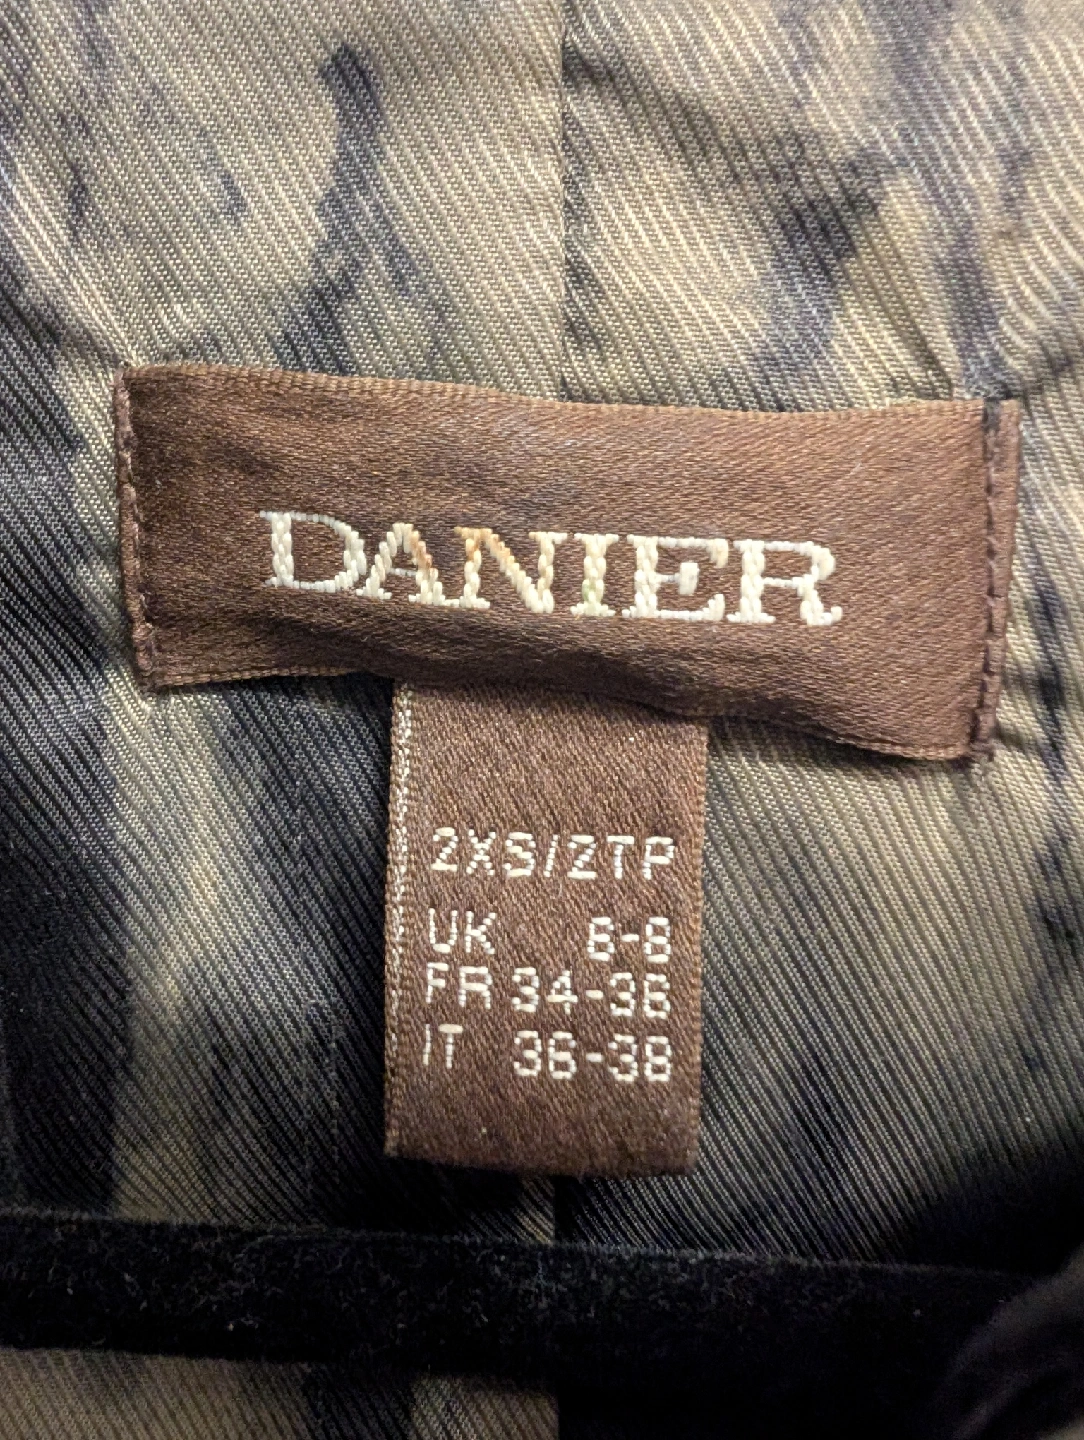 DANIER
2XS/2TP
UK 6-8
FR 34-36
IT 36-38